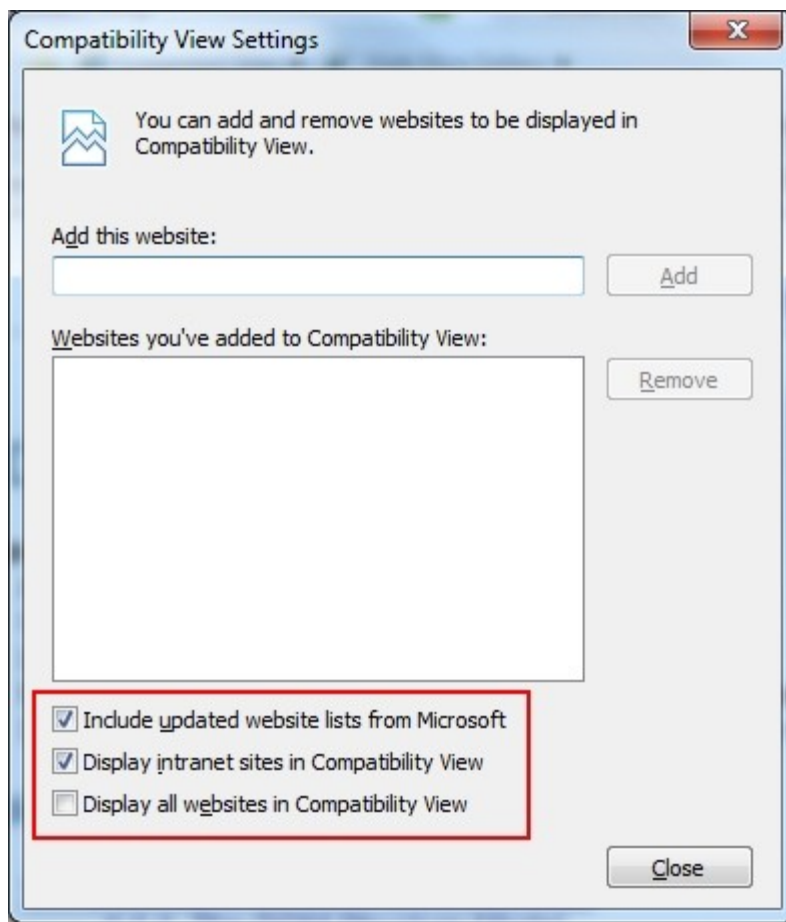 Compatibility View Settings
You can add and remove websites to be displayed in
Compatibility View.
Add this website:
Add
Websites you've added to Compatibility View:
Remove
Include updated website lists from Microsoft
Display intranet sites in Compatibility View
Display all websites in Compatibility View
Close